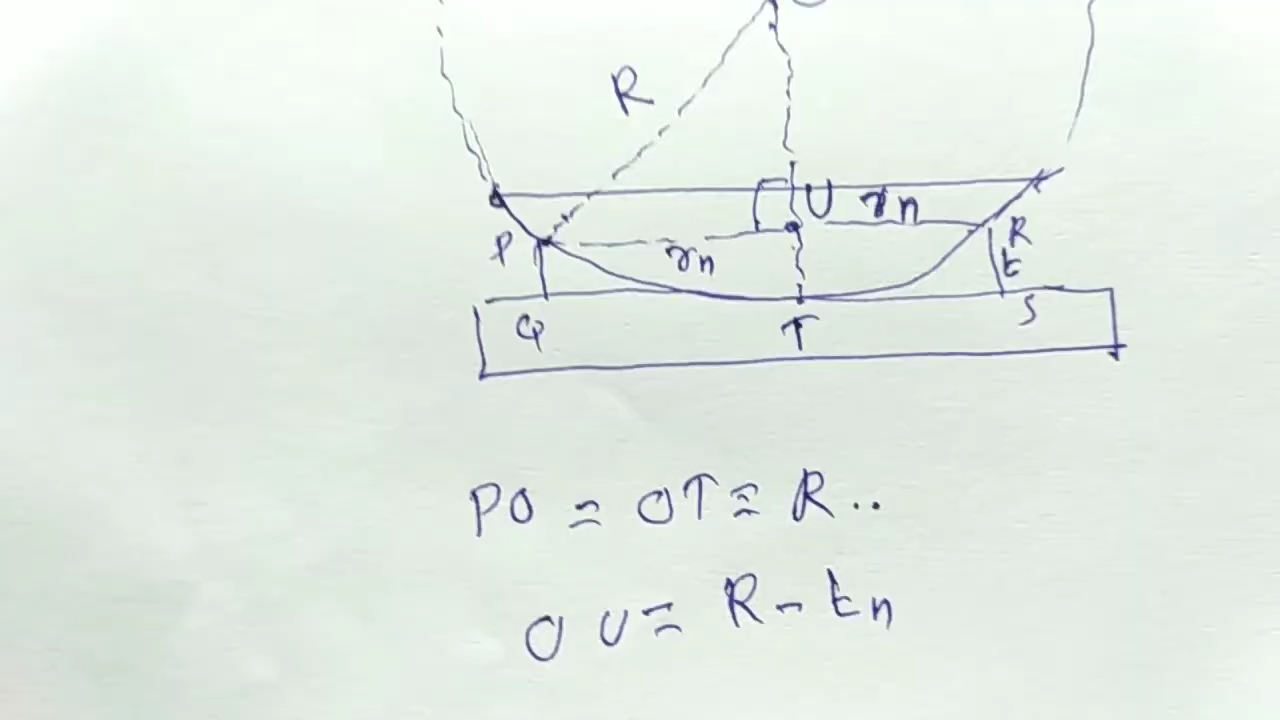 R
U rn
P rn R
t
Q T S
PO = OT = R..
OU = R - tn